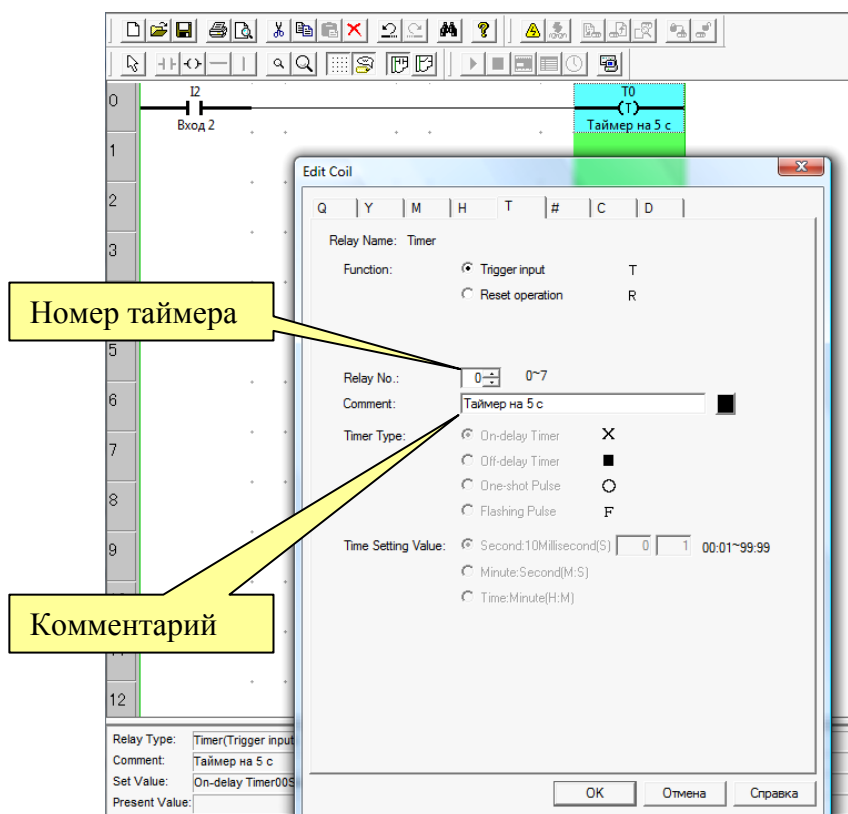 0
I2
T0
(T)
Вход 2
Таймер на 5 с
1
Edit Coil
2
Q Y M H T # C D
Relay Name: Timer
3
Function: Trigger input T
Reset operation R
Номер таймера
5
Relay No.: 0 0~7
6
Comment: Таймер на 5 с
7
Timer Type: On-delay Timer X
Off-delay Timer
8
One-shot Pulse
Flashing Pulse F
9
Time Setting Value: Second:10Millisecond(S) 0 1 00:01~99:99
Minute:Second(M:S)
Time:Minute(H:M)
Комментарий
12
Relay Type: Timer(Trigger input
Comment: Таймер на 5 с
Set Value: On-delay Timer00S
Present Value:
OK Отмена Справка